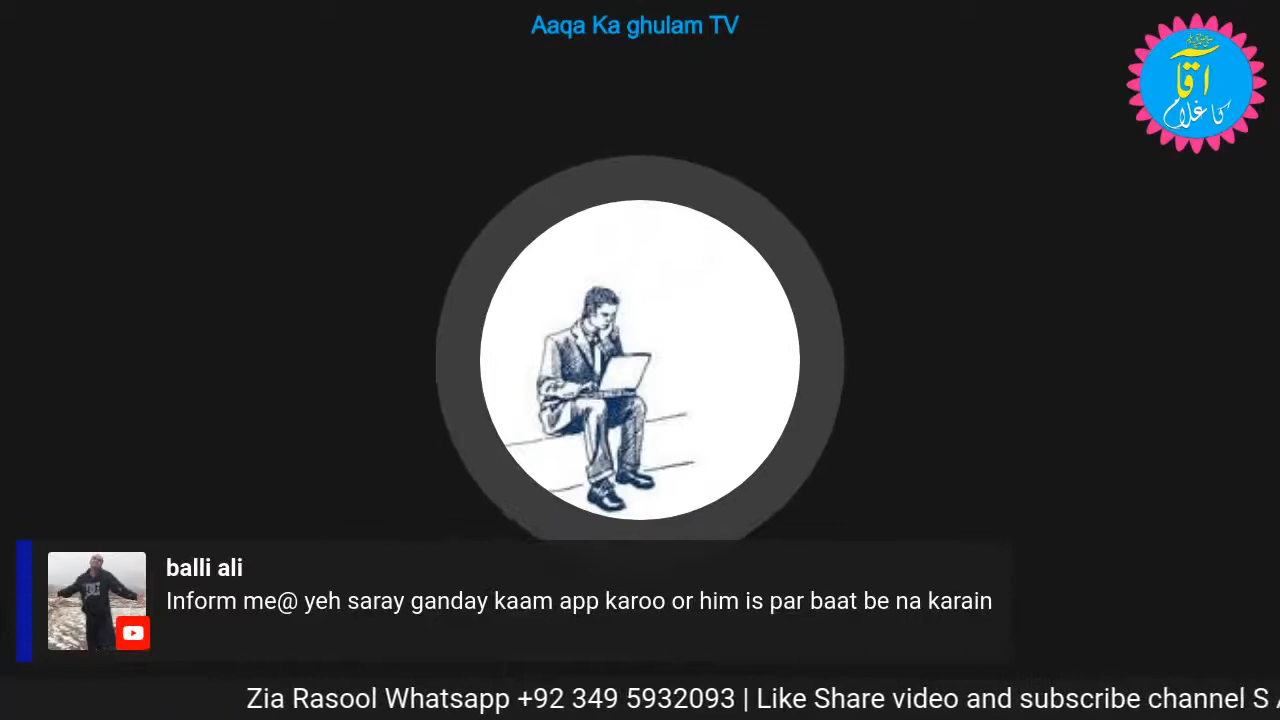 Aaqa Ka ghulam TV
آقا
کا غلام
balli ali
Inform me@ yeh saray ganday kaam app karoo or him is par baat be na karain
Zia Rasool Whatsapp +92 349 5932093 | Like Share video and subscribe channel S